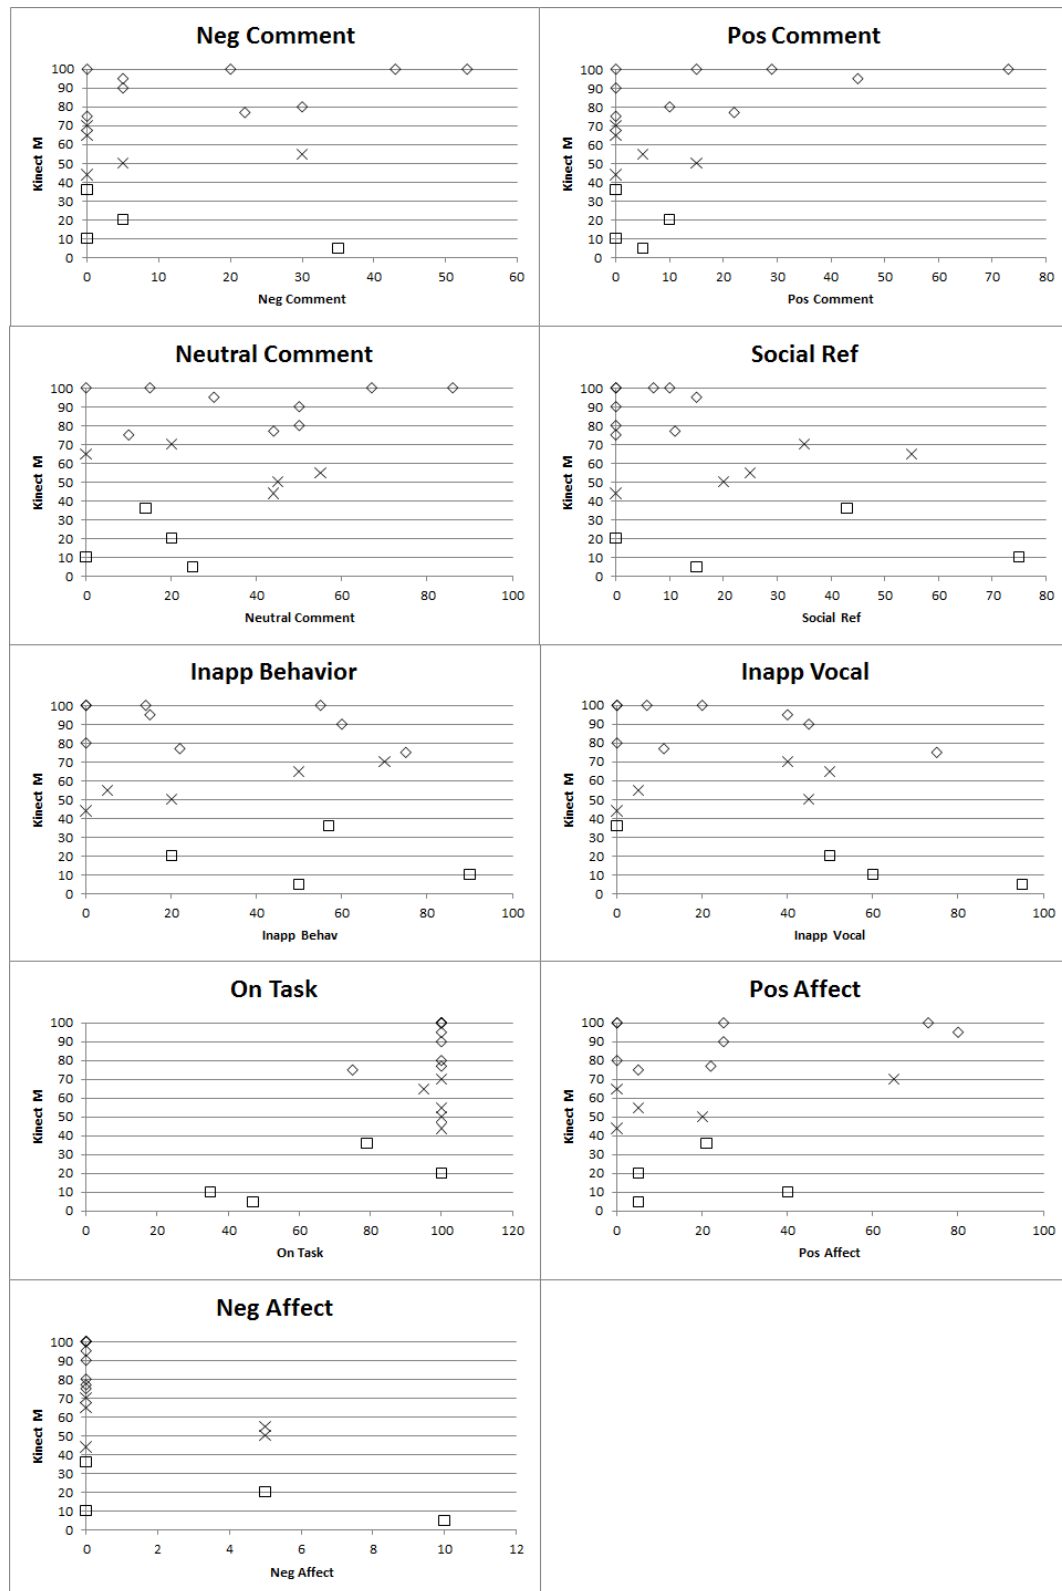 Neg Comment
Kinect M
100
90
80
70
60
50
40
30
20
10
0
0 10 20 30 40 50 60
Neg Comment
Pos Comment
Kinect M
100
90
80
70
60
50
40
30
20
10
0
0 10 20 30 40 50 60 70 80
Pos Comment
Neutral Comment
Kinect M
100
90
80
70
60
50
40
30
20
10
0
0 20 40 60 80 100
Neutral Comment
Social Ref
Kinect M
100
90
80
70
60
50
40
30
20
10
0
0 10 20 30 40 50 60 70 80
Social Ref
Inapp Behavior
Kinect M
100
90
80
70
60
50
40
30
20
10
0
0 20 40 60 80 100
Inapp Behav
Inapp Vocal
Kinect M
100
90
80
70
60
50
40
30
20
10
0
0 20 40 60 80 100
Inapp Vocal
On Task
Kinect M
100
90
80
70
60
50
40
30
20
10
0
0 20 40 60 80 100 120
On Task
Pos Affect
Kinect M
100
90
80
70
60
50
40
30
20
10
0
0 20 40 60 80 100
Pos Affect
Neg Affect
Kinect M
100
90
80
70
60
50
40
30
20
10
0
0 2 4 6 8 10 12
Neg Affect